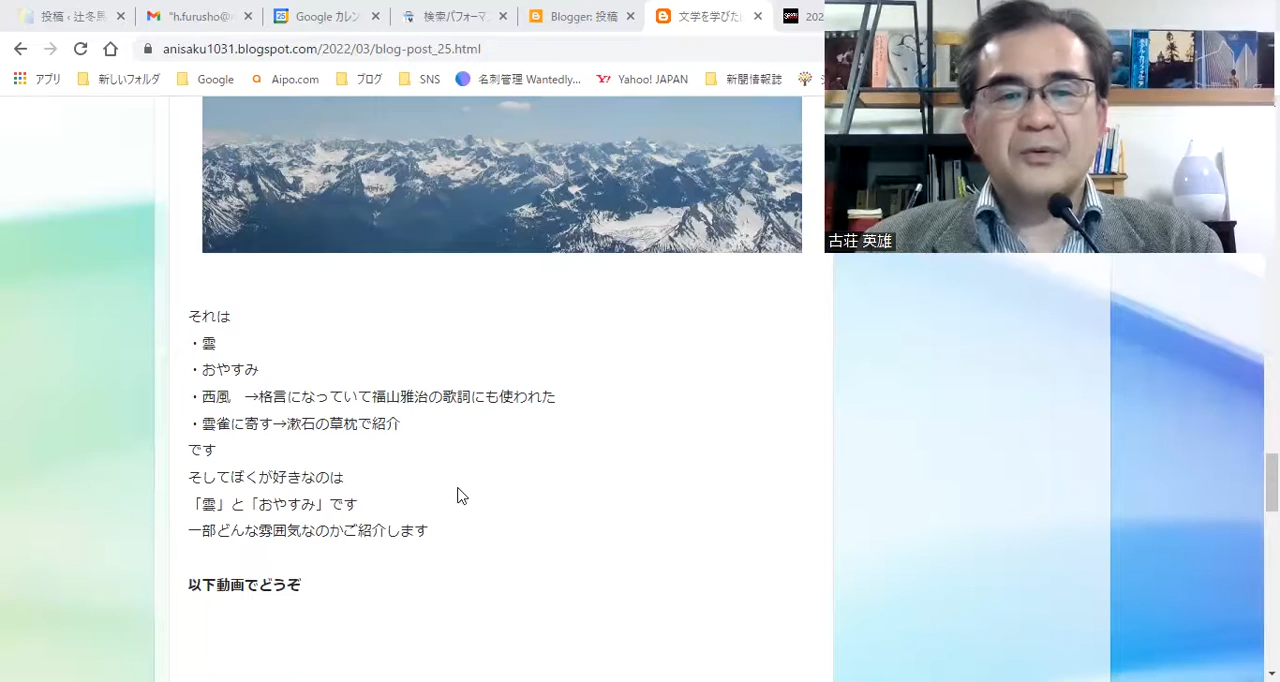 投稿 ‹ 辻冬馬
"h.furusho@
Google カレン
検索パフォーマン
Blogger: 投稿
文学を学びたい
202
anisaku1031.blogspot.com/2022/03/blog-post_25.html
アプリ
新しいフォルダ
Google
Aipo.com
ブログ
SNS
名刺管理 Wantedly...
Yahoo! JAPAN
新聞情報誌
古荘 英雄
それは
・雲
・おやすみ
・西風　→格言になっていて福山雅治の歌詞にも使われた
・雲雀に寄す→漱石の草枕で紹介
です
そしてぼくが好きなのは
「雲」と「おやすみ」です
一部どんな雰囲気なのかご紹介します
以下動画でどうぞ